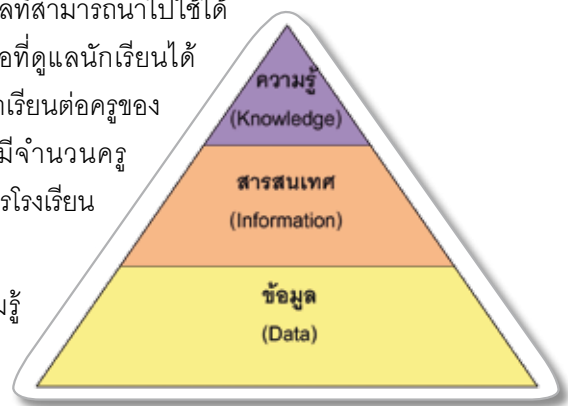 ลที่สามารถนำไปใช้ได้
ที่ดูแลนักเรียนได้
เรียนต่อครูของ
มีจำนวนครู
โรงเรียน
มรู้
ความรู้
(Knowledge)
สารสนเทศ
(Information)
ข้อมูล
(Data)